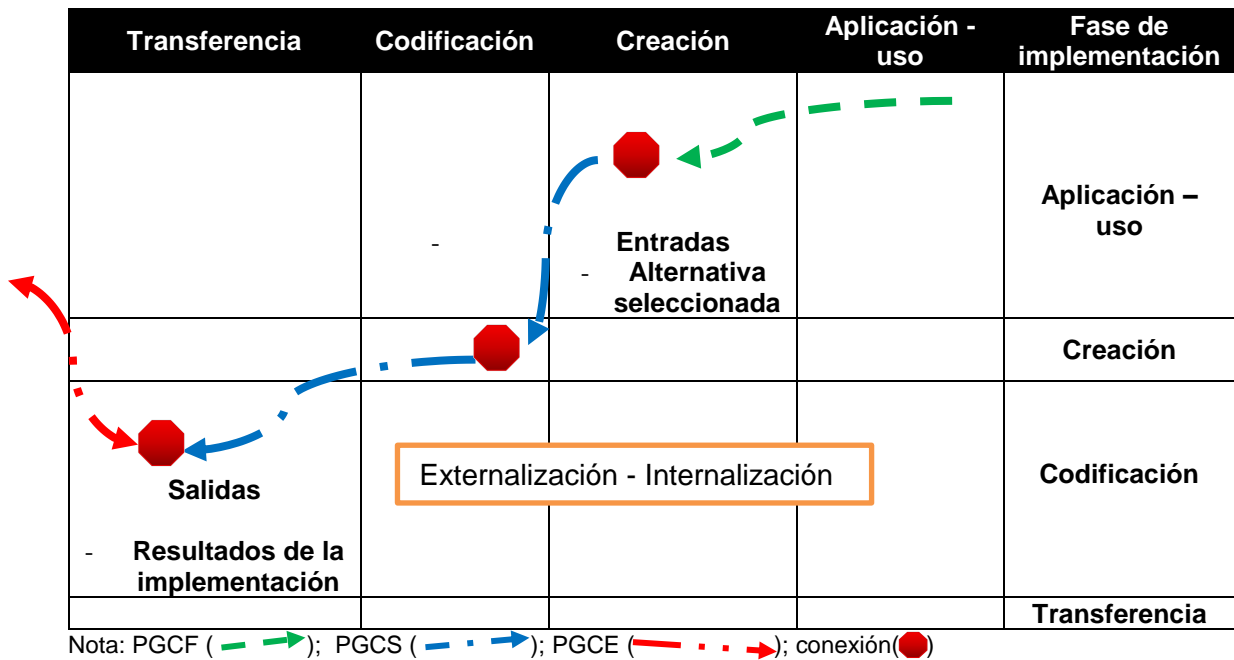 Transferencia Codificación Creación Aplicación - uso Fase de implementación
Aplicación – uso
-
Entradas
- Alternativa
seleccionada
Creación
Externalización - Internalización
Codificación
Salidas
- Resultados de la
implementación
Transferencia
Nota: PGCF ( ); PGCS ( ); PGCE ( ); conexión( )